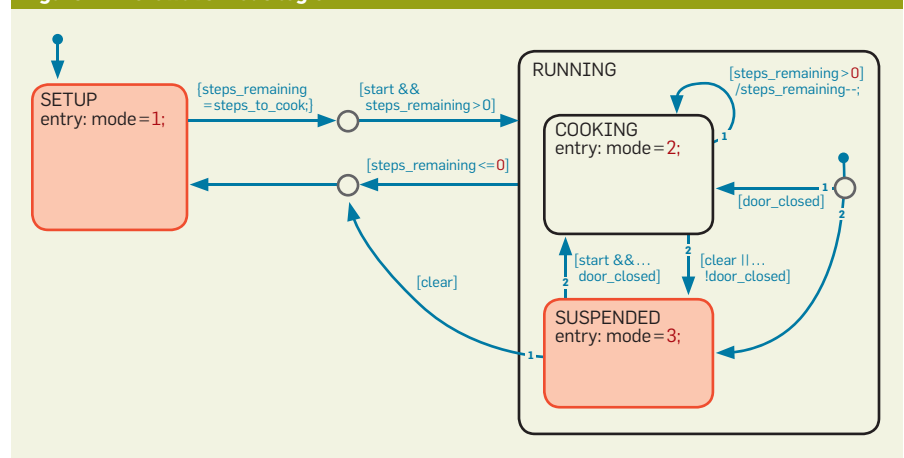 SETUP
entry: mode=1;
[steps_remaining
=steps_to_cook;}
[start &&
steps_remaining>0]
RUNNING
[steps_remaining>0]
/steps_remaining--;
COOKING
entry: mode=2;
1
[steps_remaining<=0]
1
[door_closed]
2
2
[start &&...
door_closed]
2
[clear ||...
!door_closed]
[clear]
SUSPENDED
entry: mode=3;
1